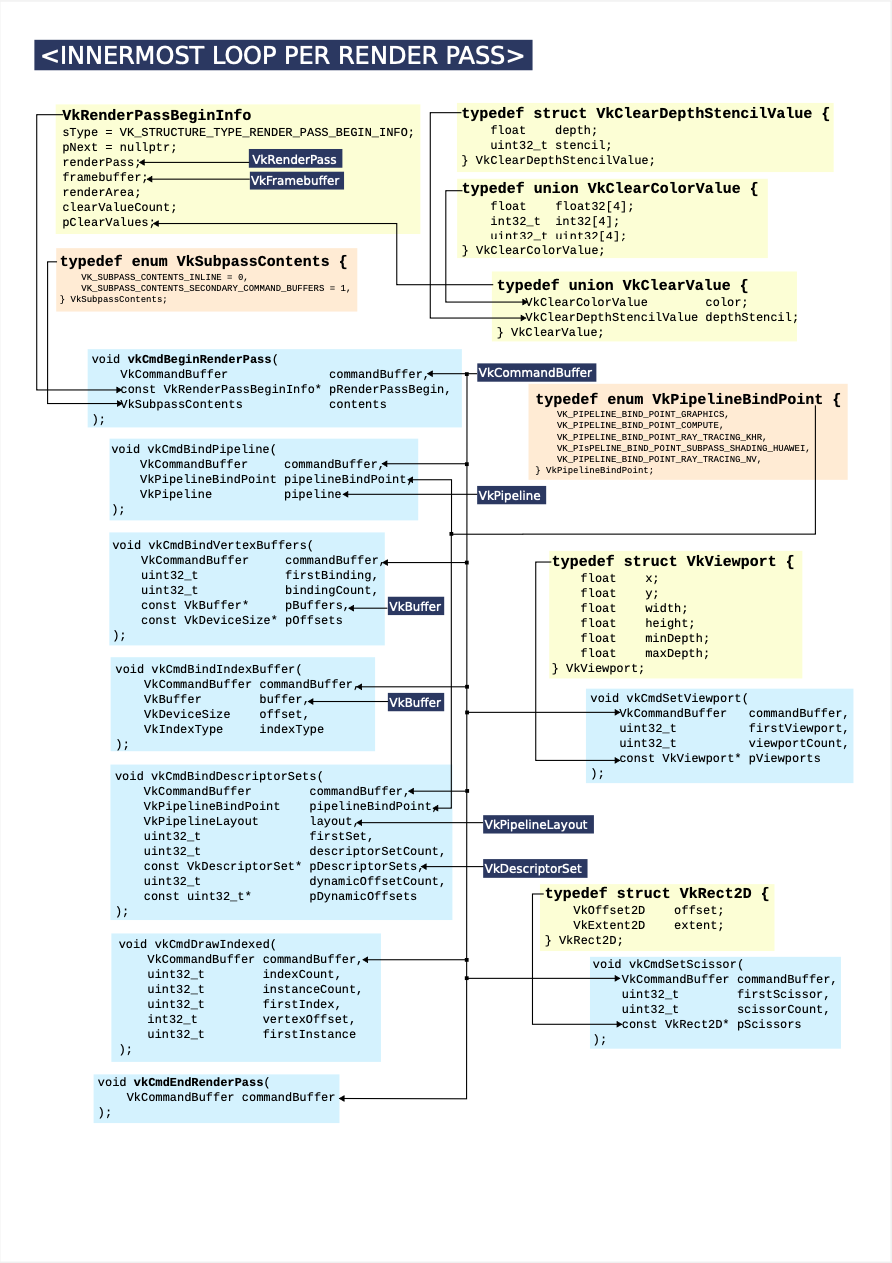 <INNERMOST LOOP PER RENDER PASS>
VkRenderPassBeginInfo
sType = VK_STRUCTURE_TYPE_RENDER_PASS_BEGIN_INFO;
pNext = nullptr;
renderPass;
VkRenderPass
framebuffer;
VkFramebuffer
renderArea;
clearValueCount;
pClearValues;
typedef struct VkClearDepthStencilValue {
float depth;
uint32_t stencil;
} VkClearDepthStencilValue;
typedef union VkClearColorValue {
float float32[4];
int32_t int32[4];
uint32_t uint32[4];
} VkClearColorValue;
typedef enum VkSubpassContents {
VK_SUBPASS_CONTENTS_INLINE = 0,
VK_SUBPASS_CONTENTS_SECONDARY_COMMAND_BUFFERS = 1,
} VkSubpassContents;
typedef union VkClearValue {
VkClearColorValue color;
VkClearDepthStencilValue depthStencil;
} VkClearValue;
void vkCmdBeginRenderPass(
VkCommandBuffer commandBuffer,
const VkRenderPassBeginInfo* pRenderPassBegin,
VkSubpassContents contents
);
VkCommandBuffer
typedef enum VkPipelineBindPoint {
VK_PIPELINE_BIND_POINT_GRAPHICS,
VK_PIPELINE_BIND_POINT_COMPUTE,
VK_PIPELINE_BIND_POINT_RAY_TRACING_KHR,
VK_PIsPELINE_BIND_POINT_SUBPASS_SHADING_HUAWEI,
VK_PIPELINE_BIND_POINT_RAY_TRACING_NV,
} VkPipelineBindPoint;
void vkCmdBindPipeline(
VkCommandBuffer commandBuffer,
VkPipelineBindPoint pipelineBindPoint,
VkPipeline pipeline
);
VkPipeline
void vkCmdBindVertexBuffers(
VkCommandBuffer commandBuffer,
uint32_t firstBinding,
uint32_t bindingCount,
const VkBuffer* pBuffers,
const VkDeviceSize* pOffsets
);
VkBuffer
typedef struct VkViewport {
float x;
float y;
float width;
float height;
float minDepth;
float maxDepth;
} VkViewport;
void vkCmdBindIndexBuffer(
VkCommandBuffer commandBuffer,
VkBuffer buffer,
VkDeviceSize offset,
VkIndexType indexType
);
VkBuffer
void vkCmdSetViewport(
VkCommandBuffer commandBuffer,
uint32_t firstViewport,
uint32_t viewportCount,
const VkViewport* pViewports
);
void vkCmdBindDescriptorSets(
VkCommandBuffer commandBuffer,
VkPipelineBindPoint pipelineBindPoint,
VkPipelineLayout layout,
uint32_t firstSet,
uint32_t descriptorSetCount,
const VkDescriptorSet* pDescriptorSets,
uint32_t dynamicOffsetCount,
const uint32_t* pDynamicOffsets
);
VkPipelineLayout
VkDescriptorSet
typedef struct VkRect2D {
VkOffset2D offset;
VkExtent2D extent;
} VkRect2D;
void vkCmdDrawIndexed(
VkCommandBuffer commandBuffer,
uint32_t indexCount,
uint32_t instanceCount,
uint32_t firstIndex,
int32_t vertexOffset,
uint32_t firstInstance
);
void vkCmdSetScissor(
VkCommandBuffer commandBuffer,
uint32_t firstScissor,
uint32_t scissorCount,
const VkRect2D* pScissors
);
void vkCmdEndRenderPass(
VkCommandBuffer commandBuffer
);